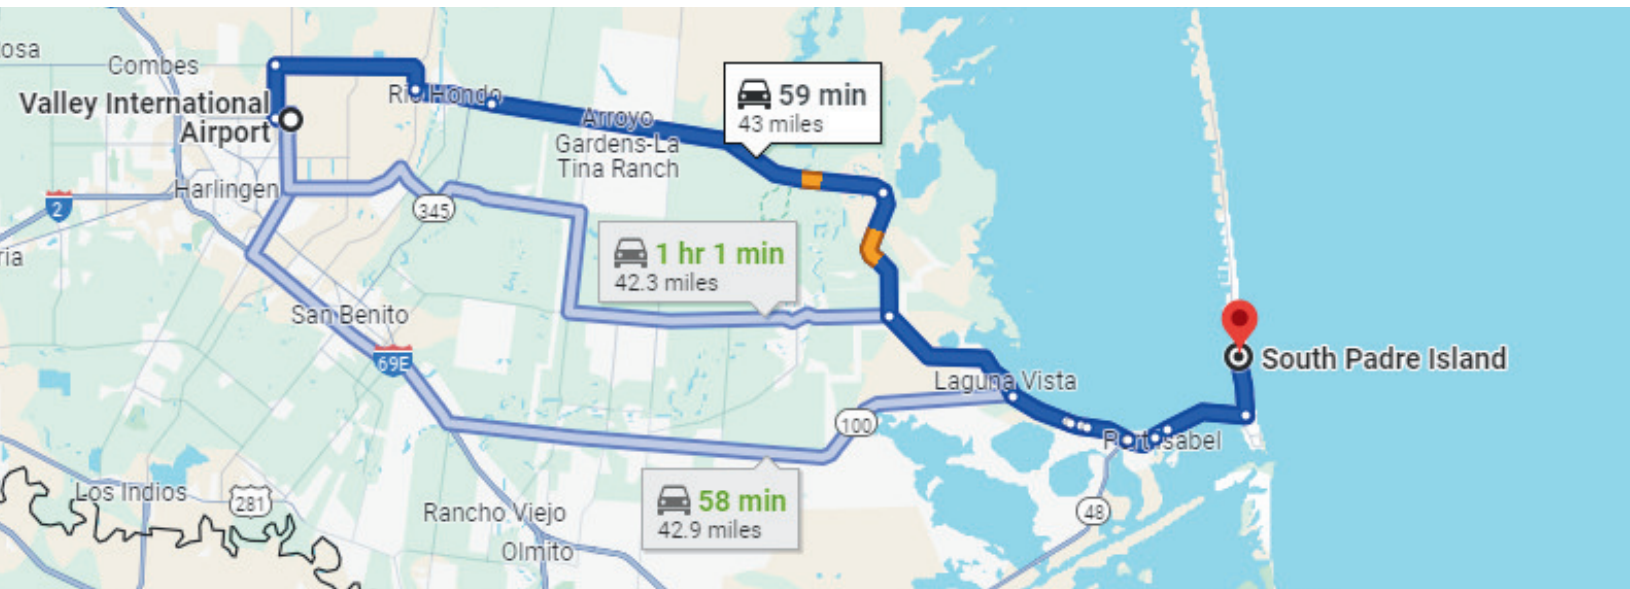 osa
Combes
Valley International
Airport
Rio Hondo
59 min
43 miles
Arroyo
Gardens-La
Tina Ranch
Harlingen
2
345
ria
1 hr 1 min
42.3 miles
San Benito
69E
South Padre Island
Laguna Vista
100
Port Isabel
Los Indios
281
58 min
42.9 miles
Rancho Viejo
48
Olmito